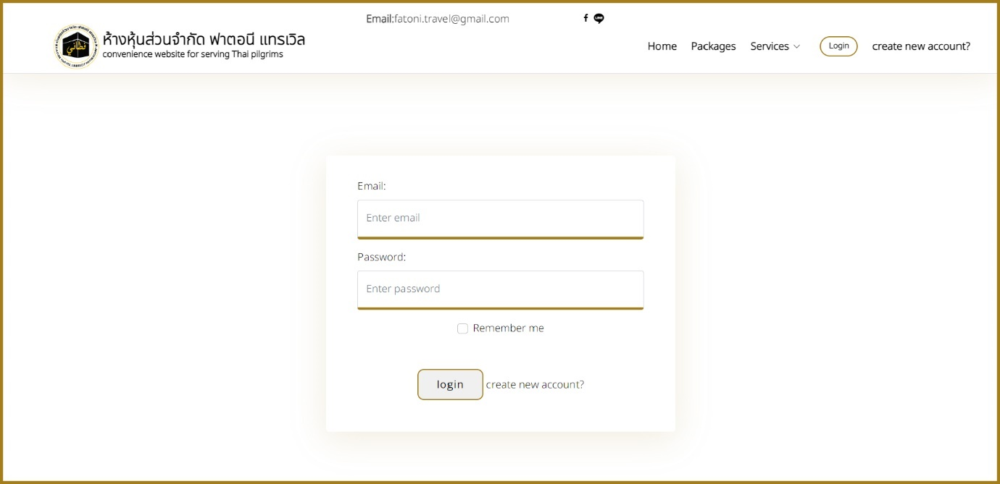 Email:fatoni.travel@gmail.com
ห้างหุ้นส่วนจำกัด ฟาตอนี แทรเวิล
convenience website for serving Thai pilgrims
فطاني
Home Packages Services Login create new account?
Email:
Enter email
Password:
Enter password
Remember me
login create new account?